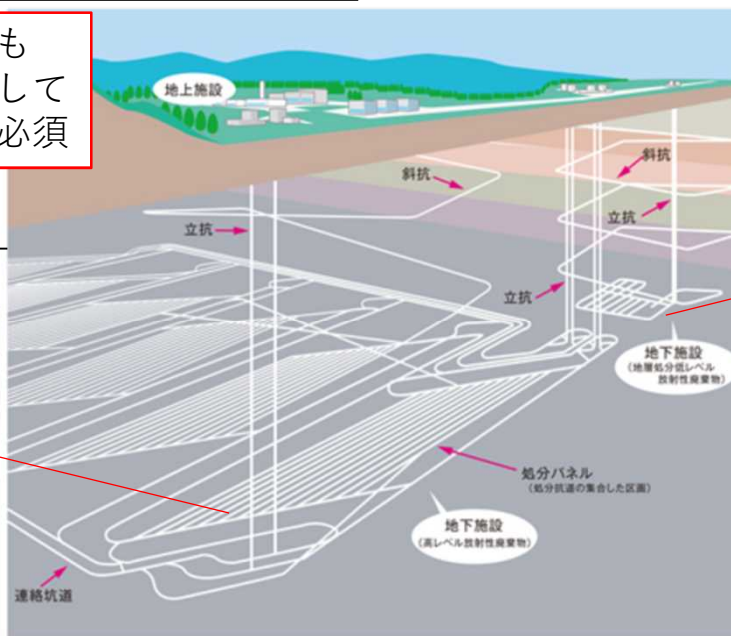 も
して
必須
地上施設
斜抗
斜抗
立抗
立抗
立抗
地下施設
(地層処分低レベル
放射性廃棄物)
処分パネル
(処分抗道の集合した区画)
地下施設
(高レベル放射性廃棄物)
連絡坑道